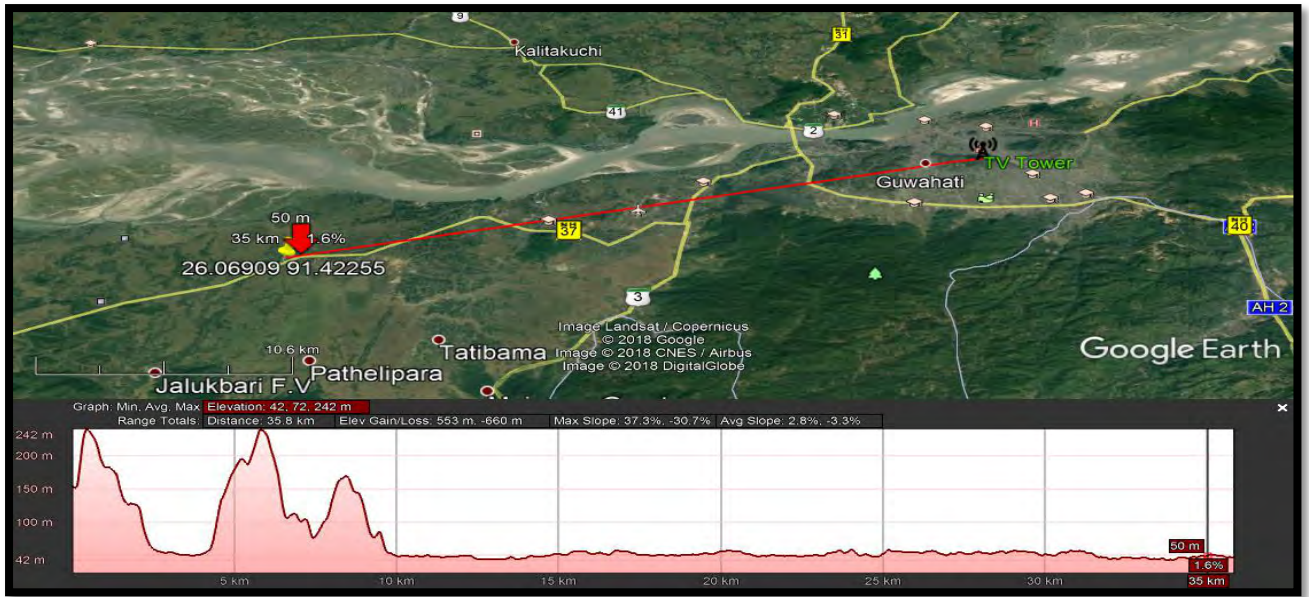 9
31
Kalitakuchi
41
2
TV Tower
Guwahati
50 m
35 km 1.6%
37
40
26.06909 91.42255
3
AH 2
Image Landsat / Copernicus
© 2018 Google
Image © 2018 CNES / Airbus
Image © 2018 DigitalGlobe
Google Earth
10.6 km
Tatibama
Pathelipara
Jalukbari F.V
Graph: Min, Avg, Max Elevation: 42, 72, 242 m
Range Totals: Distance: 35.8 km Elev Gain/Loss: 553 m, -660 m Max Slope: 37.3%, -30.7% Avg Slope: 2.8%, -3.3%
242 m
200 m
150 m
100 m
50 m
42 m
1.6%
5 km 10 km 15 km 20 km 25 km 30 km 35 km